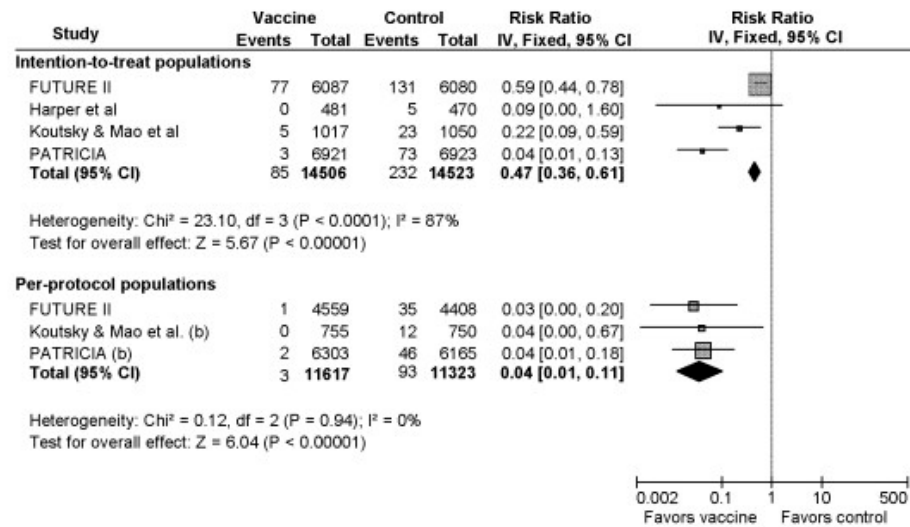 Study Vaccine Control Risk Ratio Risk Ratio
Events Total Events Total IV, Fixed, 95% CI IV, Fixed, 95% CI
Intention-to-treat populations
FUTURE II 77 6087 131 6080 0.59 [0.44, 0.78]
Harper et al 0 481 5 470 0.09 [0.00, 1.60]
Koutsky & Mao et al 5 1017 23 1050 0.22 [0.09, 0.59]
PATRICIA 3 6921 73 6923 0.04 [0.01, 0.13]
Total (95% CI) 85 14506 232 14523 0.47 [0.36, 0.61]
Heterogeneity: Chi² = 23.10, df = 3 (P < 0.0001); I² = 87%
Test for overall effect: Z = 5.67 (P < 0.00001)
Per-protocol populations
FUTURE II 1 4559 35 4408 0.03 [0.00, 0.20]
Koutsky & Mao et al. (b) 0 755 12 750 0.04 [0.00, 0.67]
PATRICIA (b) 2 6303 46 6165 0.04 [0.01, 0.18]
Total (95% CI) 3 11617 93 11323 0.04 [0.01, 0.11]
Heterogeneity: Chi² = 0.12, df = 2 (P = 0.94); I² = 0%
Test for overall effect: Z = 6.04 (P < 0.00001)
0.002 0.1 1 10 500
Favors vaccine Favors control